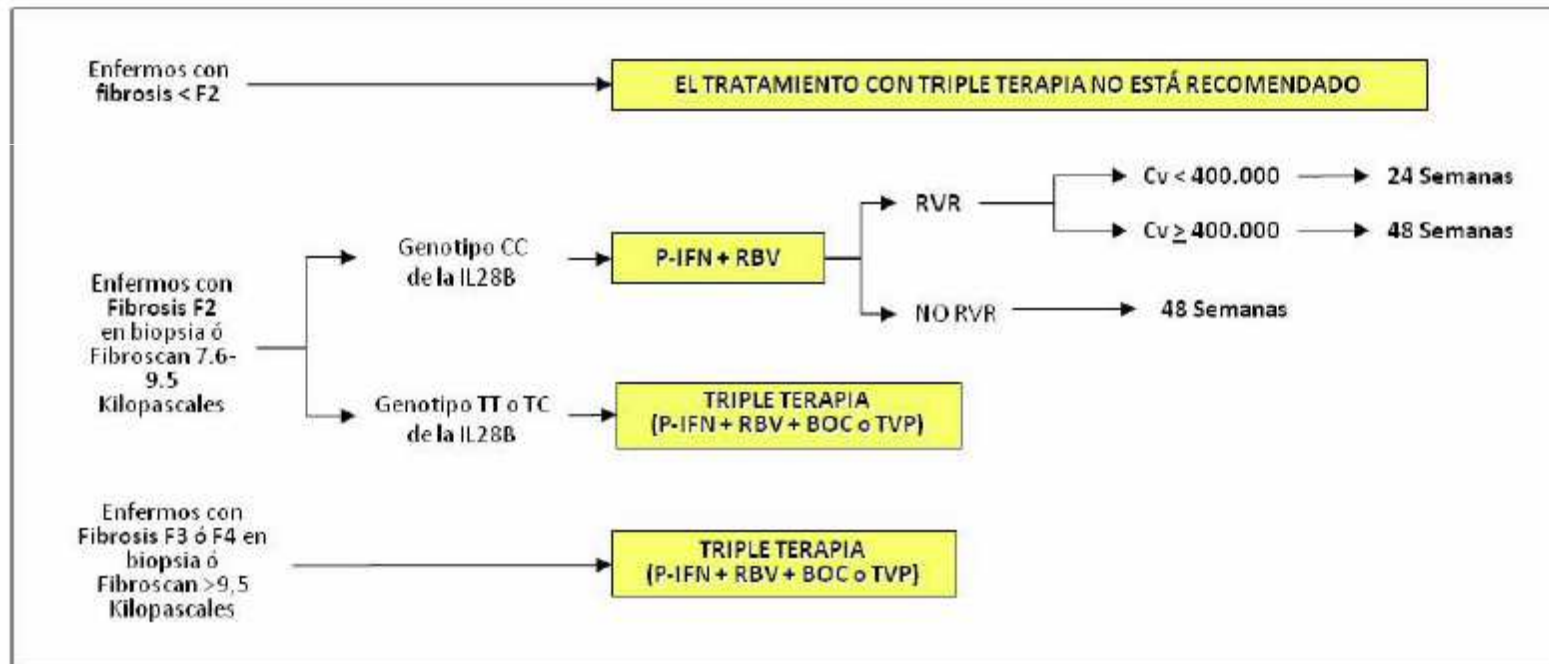 Enfermos con
fibrosis < F2
EL TRATAMIENTO CON TRIPLE TERAPIA NO ESTÁ RECOMENDADO
Enfermos con
Fibrosis F2
en biopsia ó
Fibroscan 7.6-
9.5
Kilopascales
Genotipo CC
de la IL28B
P-IFN + RBV
RVR
Cv < 400.000
24 Semanas
Cv ≥ 400.000
48 Semanas
NO RVR
48 Semanas
Genotipo TT o TC
de la IL28B
TRIPLE TERAPIA
(P-IFN + RBV + BOC o TVP)
Enfermos con
Fibrosis F3 ó F4 en
biopsia ó
Fibroscan >9,5
Kilopascales
TRIPLE TERAPIA
(P-IFN + RBV + BOC o TVP)